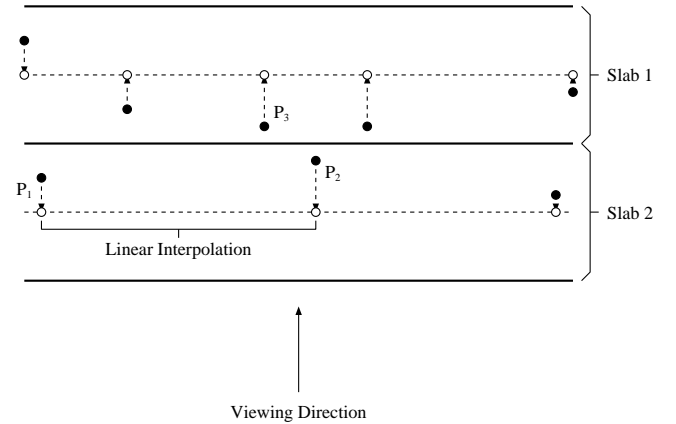 Slab 1
P3
P1
P2
Slab 2
Linear Interpolation
Viewing Direction